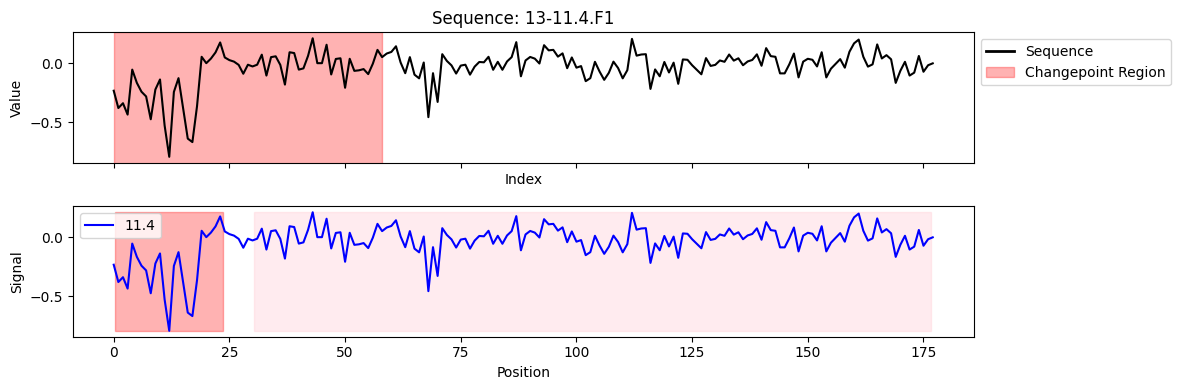 Sequence: 13-11.4.F1
Value
0.0
−0.5
Index
Sequence
Changepoint Region
Signal
0.0
−0.5
11.4
0 25 50 75 100 125 150 175
Position